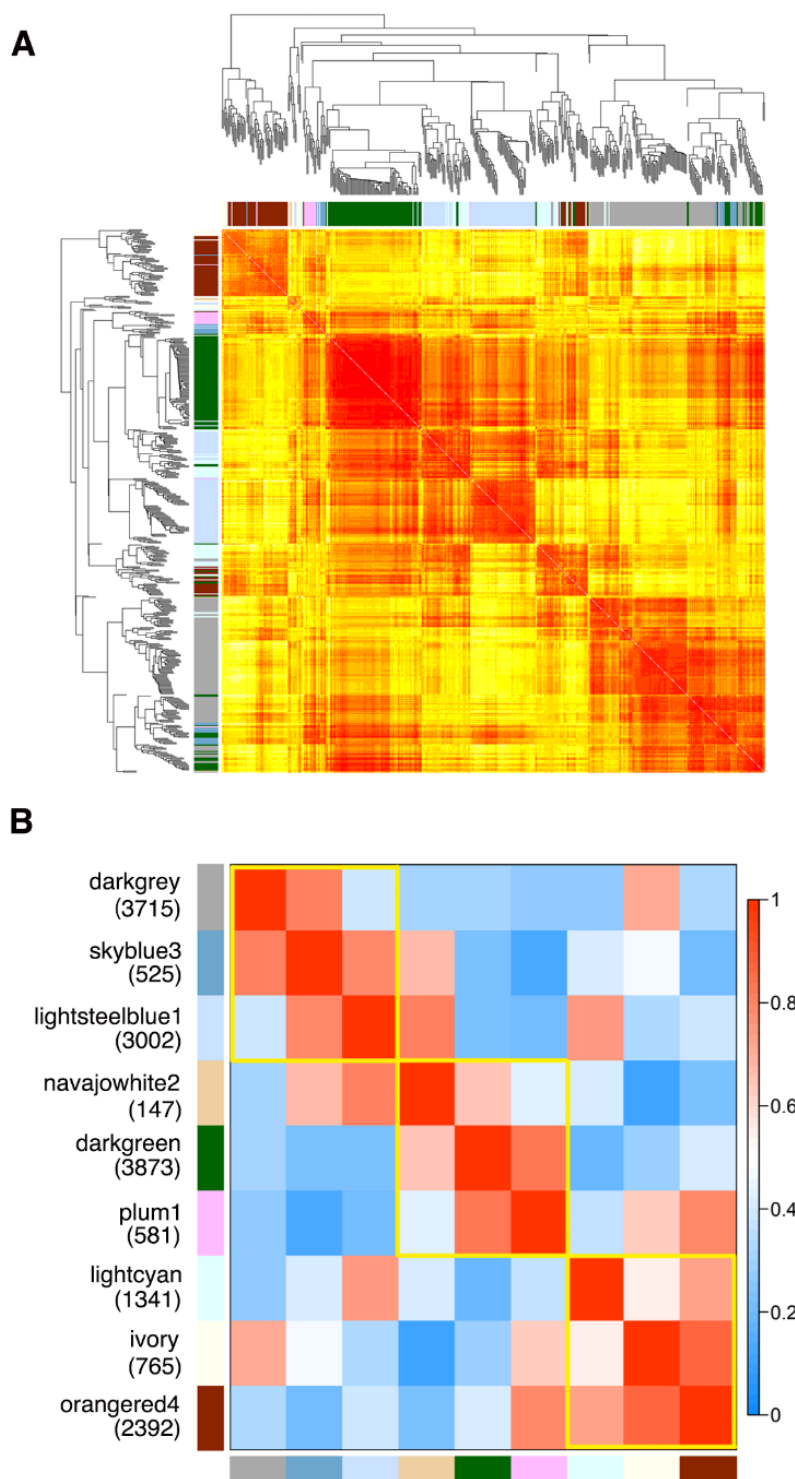 A
B
darkgrey
(3715)
skyblue3
(525)
lightsteelblue1
(3002)
navajowhite2
(147)
darkgreen
(3873)
plum1
(581)
lightcyan
(1341)
ivory
(765)
orangered4
(2392)
1
0.8
0.6
0.4
0.2
0